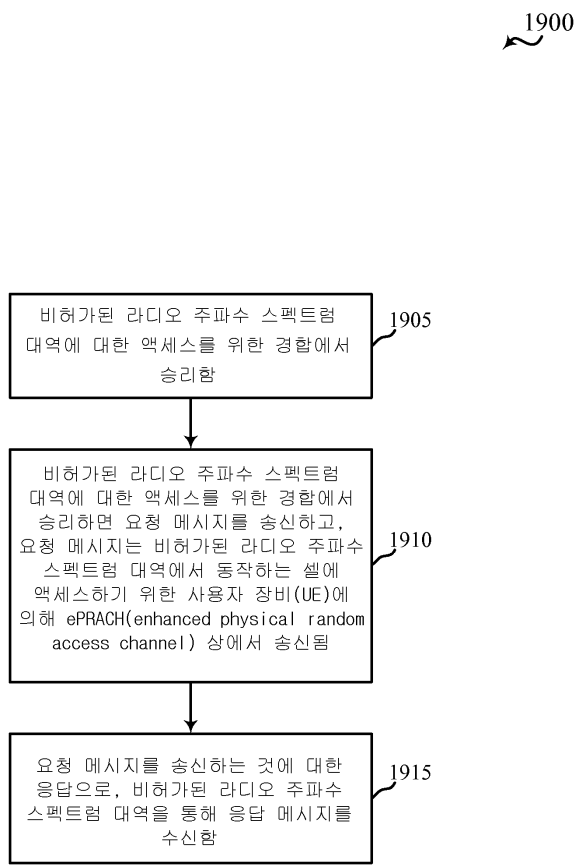 1900
비허가된 라디오 주파수 스펙트럼
대역에 대한 액세스를 위한 경합에서
승리함
1905
비허가된 라디오 주파수 스펙트럼
대역에 대한 액세스를 위한 경합에서
승리하면 요청 메시지를 송신하고,
요청 메시지는 비허가된 라디오 주파수
스펙트럼 대역에서 동작하는 셀에
액세스하기 위한 사용자 장비(UE)에
의해 ePRACH(enhanced physical random
access channel) 상에서 송신됨
1910
요청 메시지를 송신하는 것에 대한
응답으로, 비허가된 라디오 주파수
스펙트럼 대역을 통해 응답 메시지를
수신함
1915